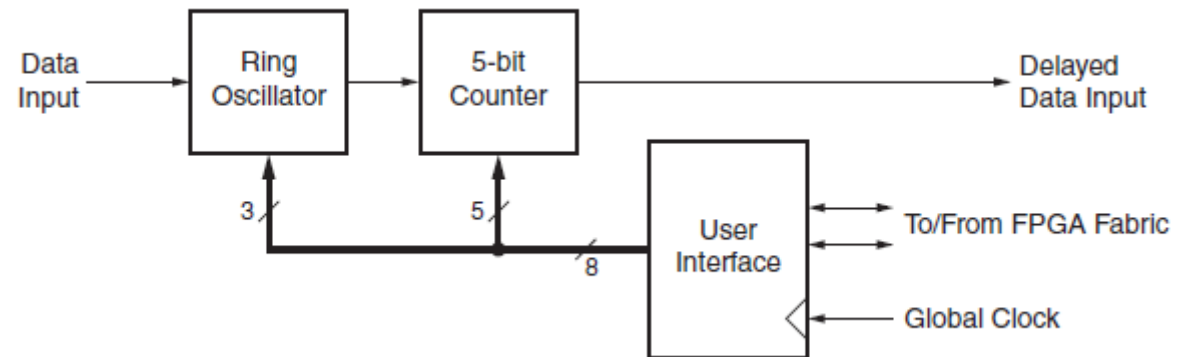 Data
Input
Ring
Oscillator
5-bit
Counter
Delayed
Data Input
3
5
8
User
Interface
To/From FPGA Fabric
Global Clock